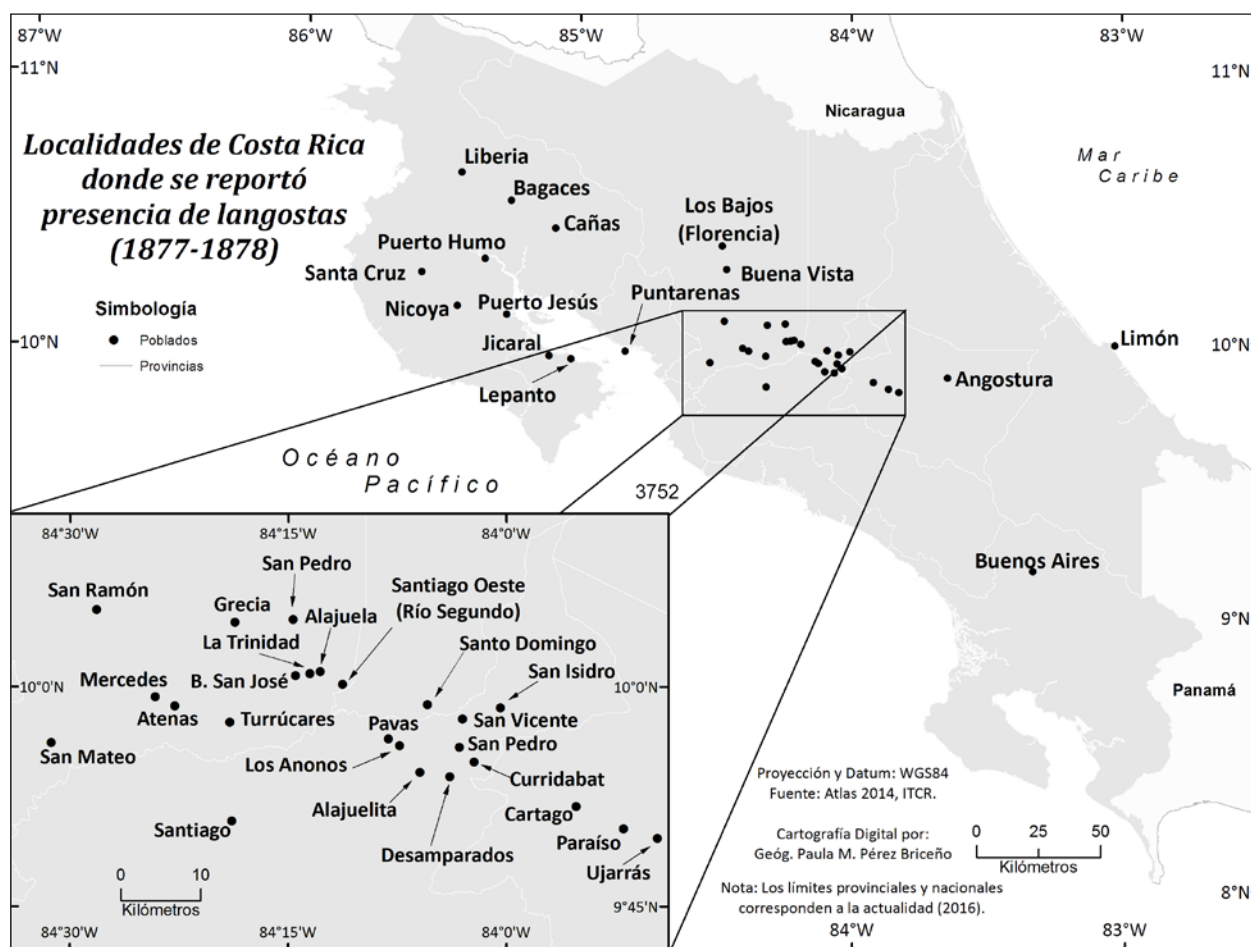 87°W
86°W
85°W
84°W
83°W
11°N
11°N
Nicaragua
Localidades de Costa Rica
donde se reportó
presencia de langostas
(1877-1878)
Mar
Caribe
Liberia
Bagaces
Cañas
Los Bajos
(Florencia)
Puerto Humo
Santa Cruz
Buena Vista
Simbología
Poblados
Provincias
Nicoya
Puerto Jesús
Puntarenas
10°N
10°N
Jicaral
Limón
Lepanto
Angostura
Océano
Pacífico
3752
84°30'W
84°15'W
84°0'W
Buenos Aires
San Pedro
San Ramón
Grecia
Alajuela
Santiago Oeste
(Río Segundo)
9°N
La Trinidad
Santo Domingo
San Isidro
10°0'N
10°0'N
Mercedes
B. San José
Atenas
Turrúcares
Pavas
San Vicente
San Mateo
Los Anonos
San Pedro
Curridabat
Panamá
Alajuelita
Cartago
Santiago
Desamparados
Paraíso
Ujarrás
Proyección y Datum: WGS84
Fuente: Atlas 2014, ITCR.
Cartografía Digital por:
Geóg. Paula M. Pérez Briceño
0 25 50
Kilómetros
0 10
Kilómetros
Nota: Los límites provinciales y nacionales
corresponden a la actualidad (2016).
9°45'N
8°N
84°30'W
84°15'W
84°0'W
84°W
83°W